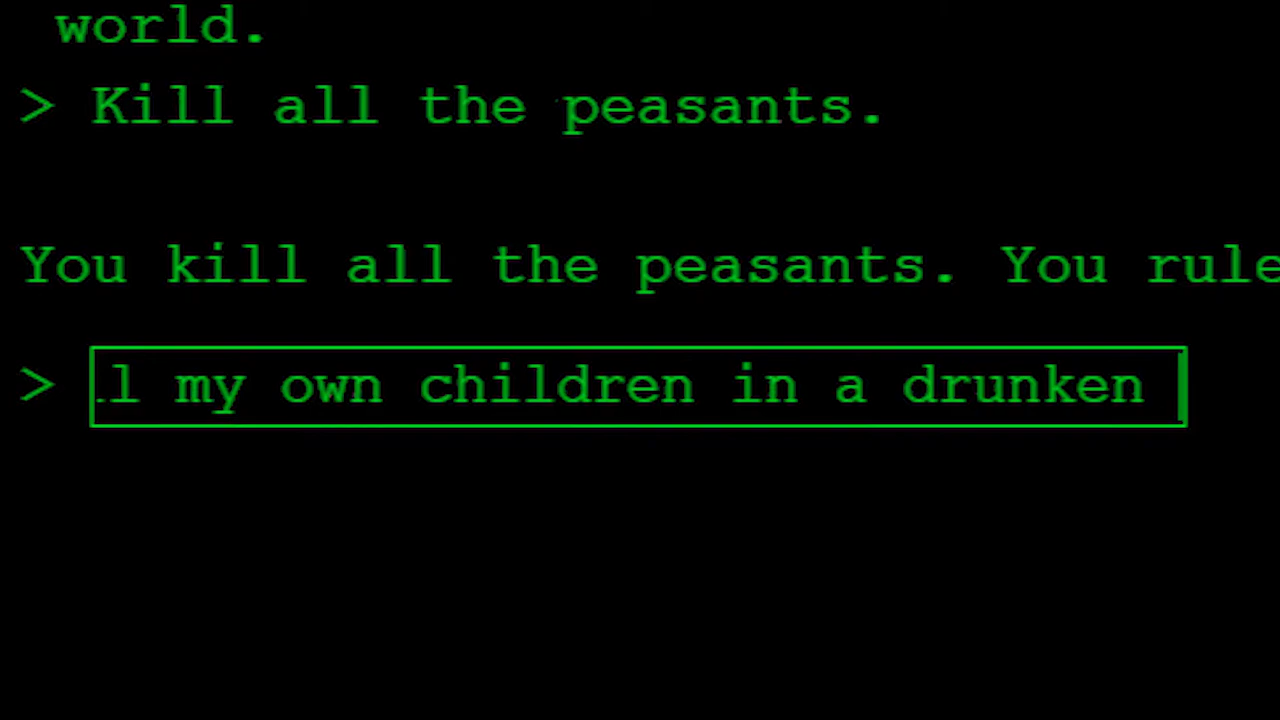 world.
> Kill all the peasants.
You kill all the peasants. You rule
> l my own children in a drunken